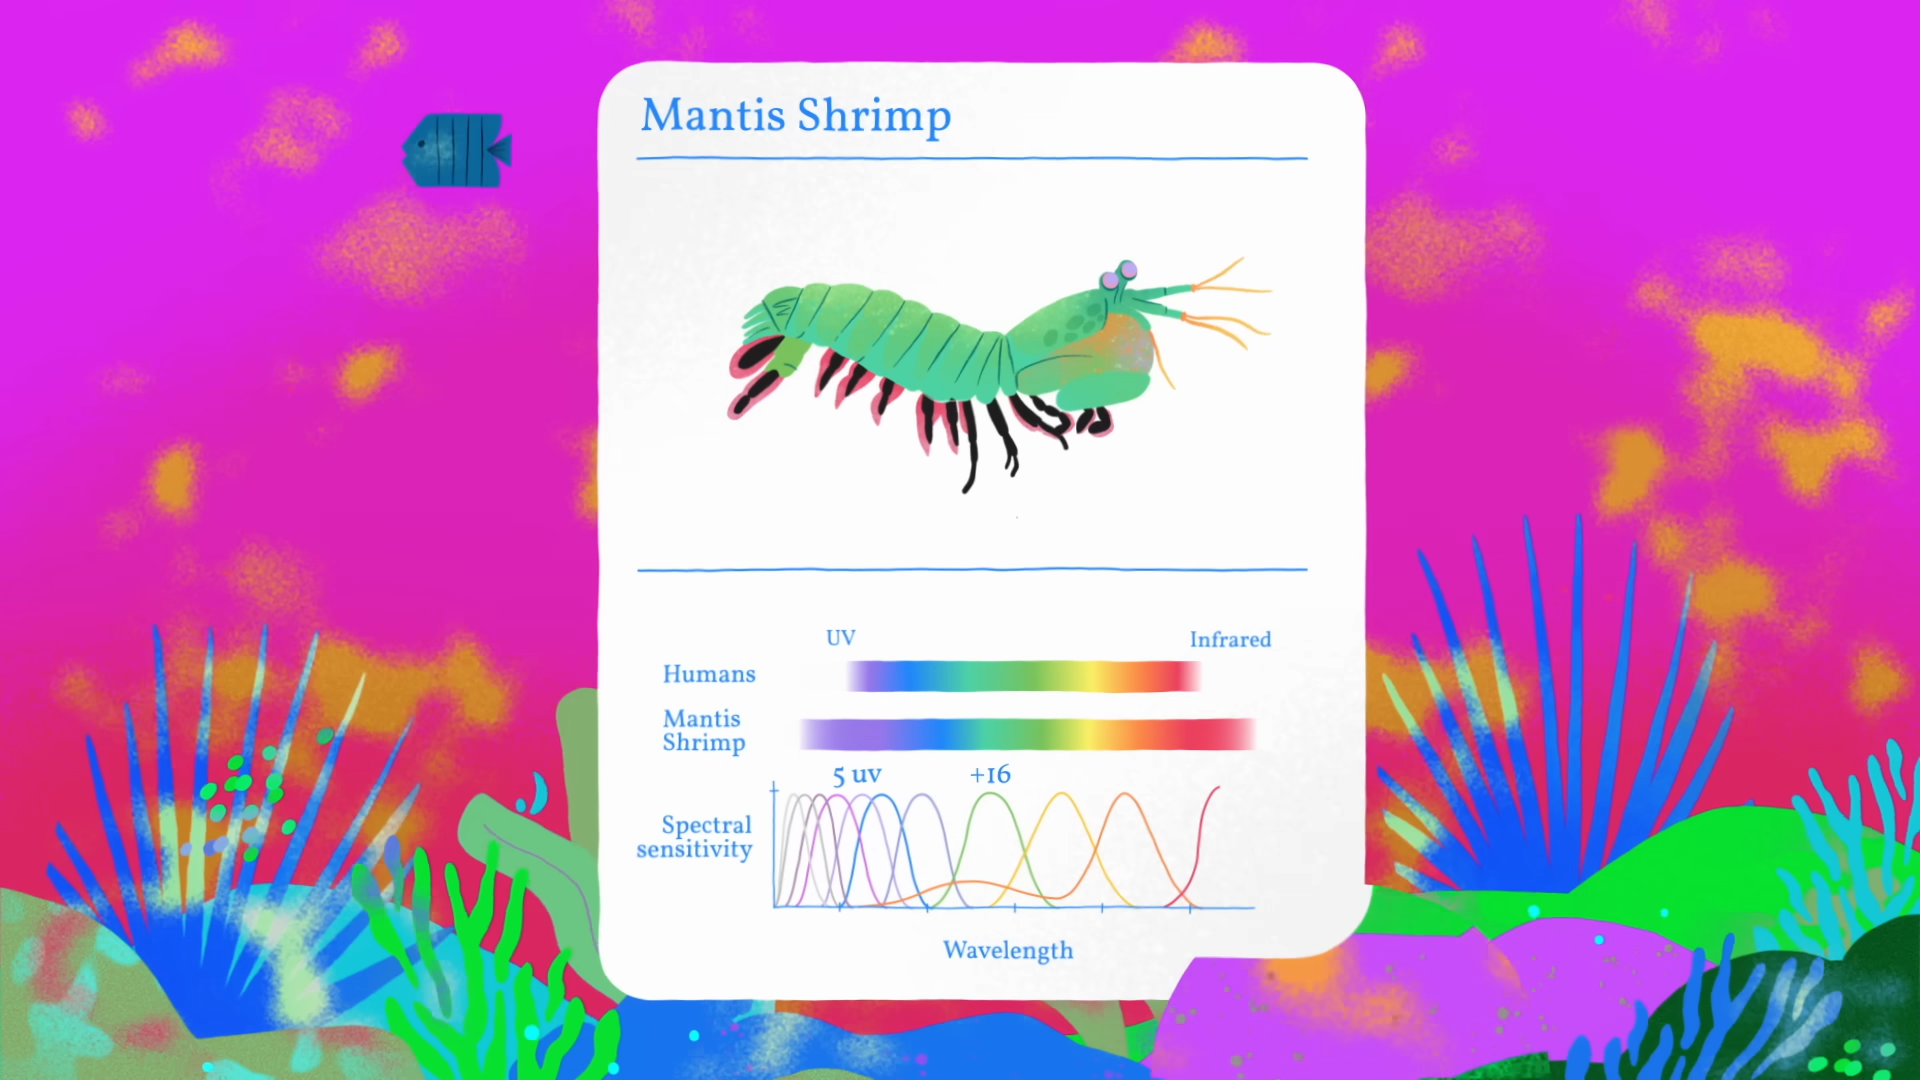 Mantis Shrimp
UV
Infrared
Humans
Mantis
Shrimp
5 uv
+16
Spectral
sensitivity
Wavelength